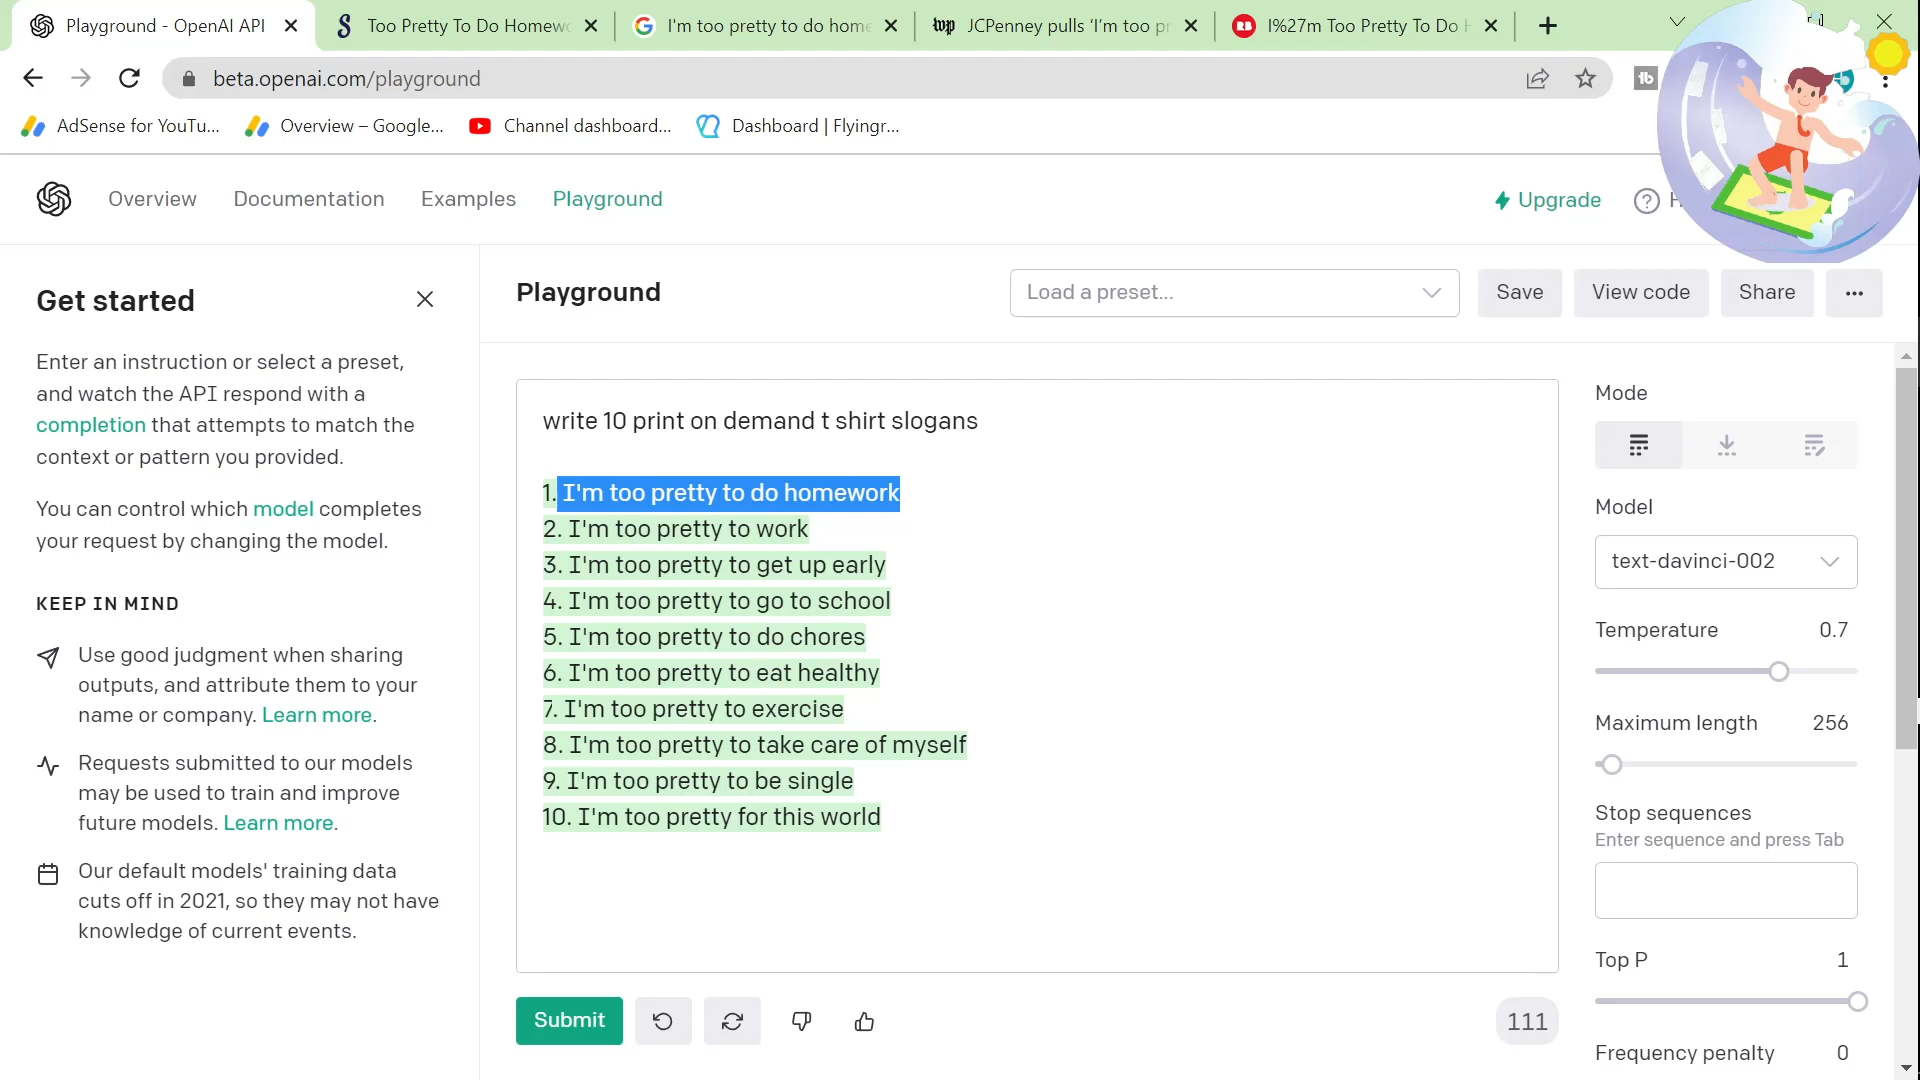 Playground - OpenAI API
Too Pretty To Do Homewo
I'm too pretty to do home
wp JCPenney pulls 'I'm too pr
RB I%27m Too Pretty To Do H
beta.openai.com/playground
tb
AdSense for YouTu...
Overview – Google...
Channel dashboard...
Dashboard | Flyingr...
Overview
Documentation
Examples
Playground
Upgrade
H
Get started
Enter an instruction or select a preset,
and watch the API respond with a
completion that attempts to match the
context or pattern you provided.
You can control which model completes
your request by changing the model.
KEEP IN MIND
Use good judgment when sharing
outputs, and attribute them to your
name or company. Learn more.
Requests submitted to our models
may be used to train and improve
future models. Learn more.
Our default models' training data
cuts off in 2021, so they may not have
knowledge of current events.
Playground
Load a preset...
Save
View code
Share
write 10 print on demand t shirt slogans
1. I'm too pretty to do homework
2. I'm too pretty to work
3. I'm too pretty to get up early
4. I'm too pretty to go to school
5. I'm too pretty to do chores
6. I'm too pretty to eat healthy
7. I'm too pretty to exercise
8. I'm too pretty to take care of myself
9. I'm too pretty to be single
10. I'm too pretty for this world
Submit
111
Mode
Model
text-davinci-002
Temperature 0.7
Maximum length 256
Stop sequences
Enter sequence and press Tab
Top P 1
Frequency penalty 0